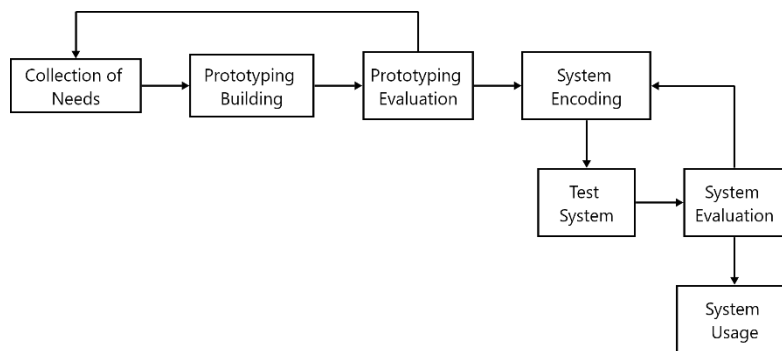 Collection of
Needs
Prototyping
Building
Prototyping
Evaluation
System
Encoding
Test
System
System
Evaluation
System
Usage